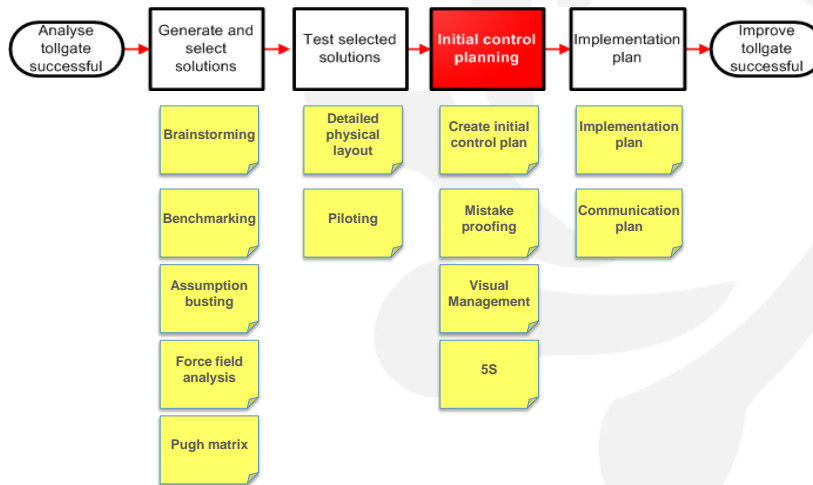 Analyse
tollgate
successful
Generate and
select
solutions
Test selected
solutions
Initial control
planning
Implementation
plan
Improve
tollgate
successful
Brainstorming
Benchmarking
Assumption
busting
Force field
analysis
Pugh matrix
Detailed
physical
layout
Piloting
Create initial
control plan
Mistake
proofing
Visual
Management
5S
Implementation
plan
Communication
plan